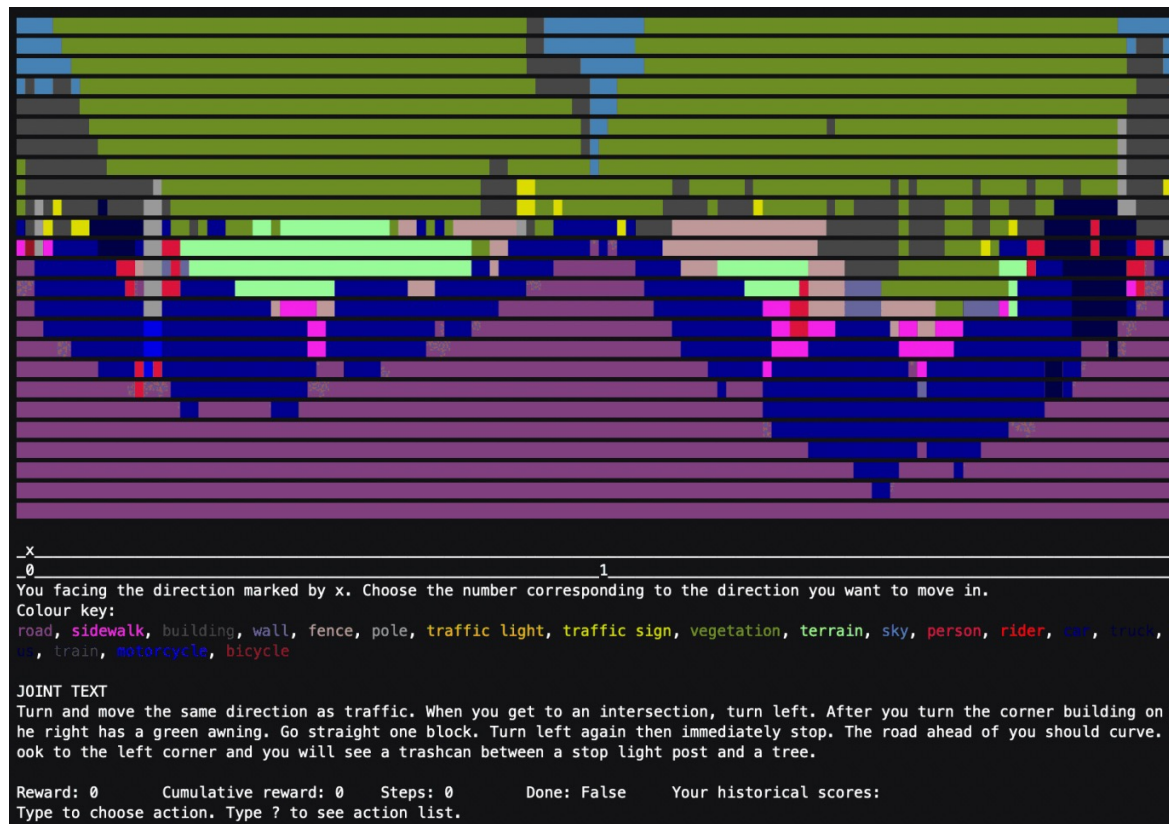 _x_
_0_ _1_
You facing the direction marked by x. Choose the number corresponding to the direction you want to move in.
Colour key:
road, sidewalk, building, wall, fence, pole, traffic light, traffic sign, vegetation, terrain, sky, person, rider, car, truck,
us, train, motorcycle, bicycle
JOINT TEXT
Turn and move the same direction as traffic. When you get to an intersection, turn left. After you turn the corner building on
he right has a green awning. Go straight one block. Turn left again then immediately stop. The road ahead of you should curve.
ook to the left corner and you will see a trashcan between a stop light post and a tree.
Reward: 0 Cumulative reward: 0 Steps: 0 Done: False Your historical scores:
Type to choose action. Type ? to see action list.